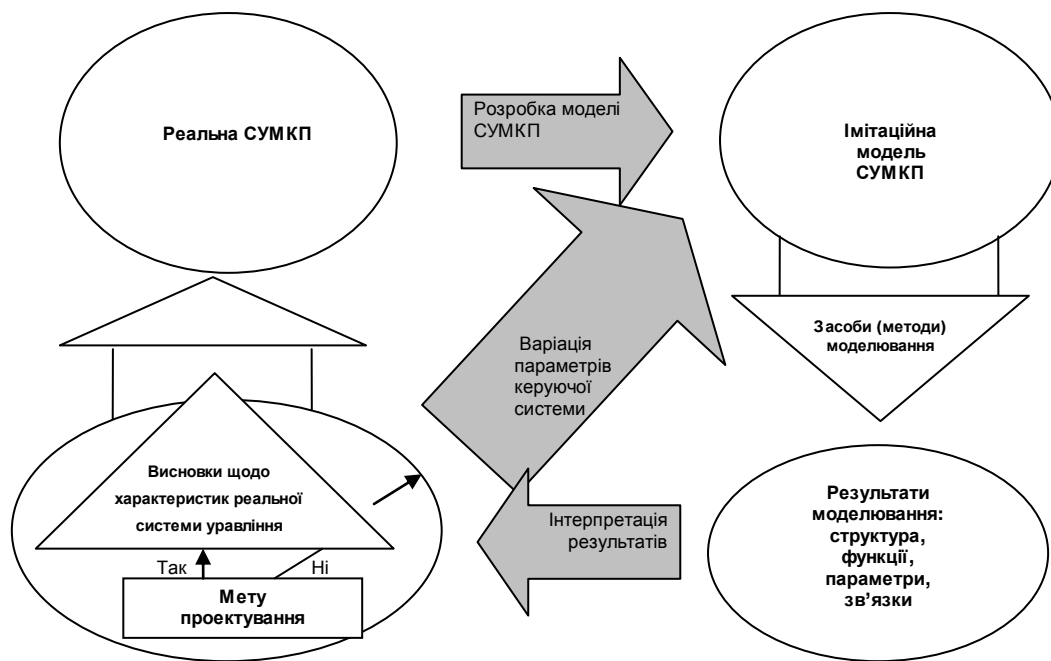 Реальна СУМКП
Розробка моделі
СУМКП
Імітаційна
модель
СУМКП
Засоби (методи)
моделювання
Варіація
параметрів
керуючої
системи
Висновки щодо
характеристик реальної
системи уравління
Так
Ні
Мету
проектування
Інтерпретація
результатів
Результати
моделювання:
структура,
функції,
параметри,
зв’язки